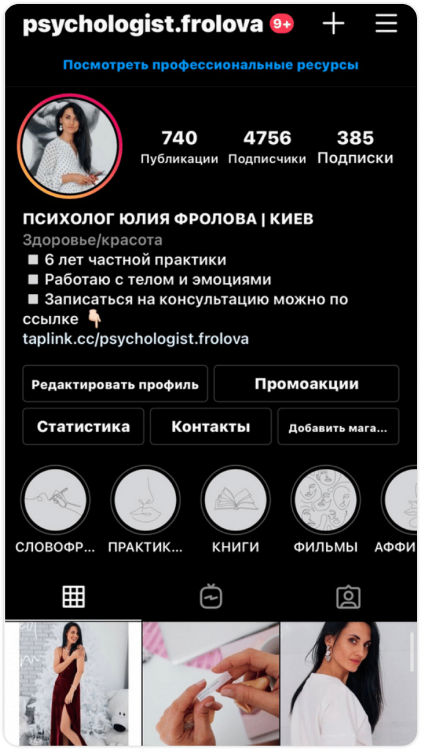 psychologist.frolova 9+
Посмотреть профессиональные ресурсы
740 4756 385
Публикации Подписчики Подписки
ПСИХОЛОГ ЮЛИЯ ФРОЛОВА | КИЕВ
Здоровье/красота
▫️ 6 лет частной практики
▫️ Работаю с телом и эмоциями
▫️ Записаться на консультацию можно по
ссылке 👇🏻
taplink.cc/psychologist.frolova
Редактировать профиль Промоакции
Статистика Контакты Добавить мага...
СЛОВОФР... ПРАКТИК... КНИГИ ФИЛЬМЫ АФФИ